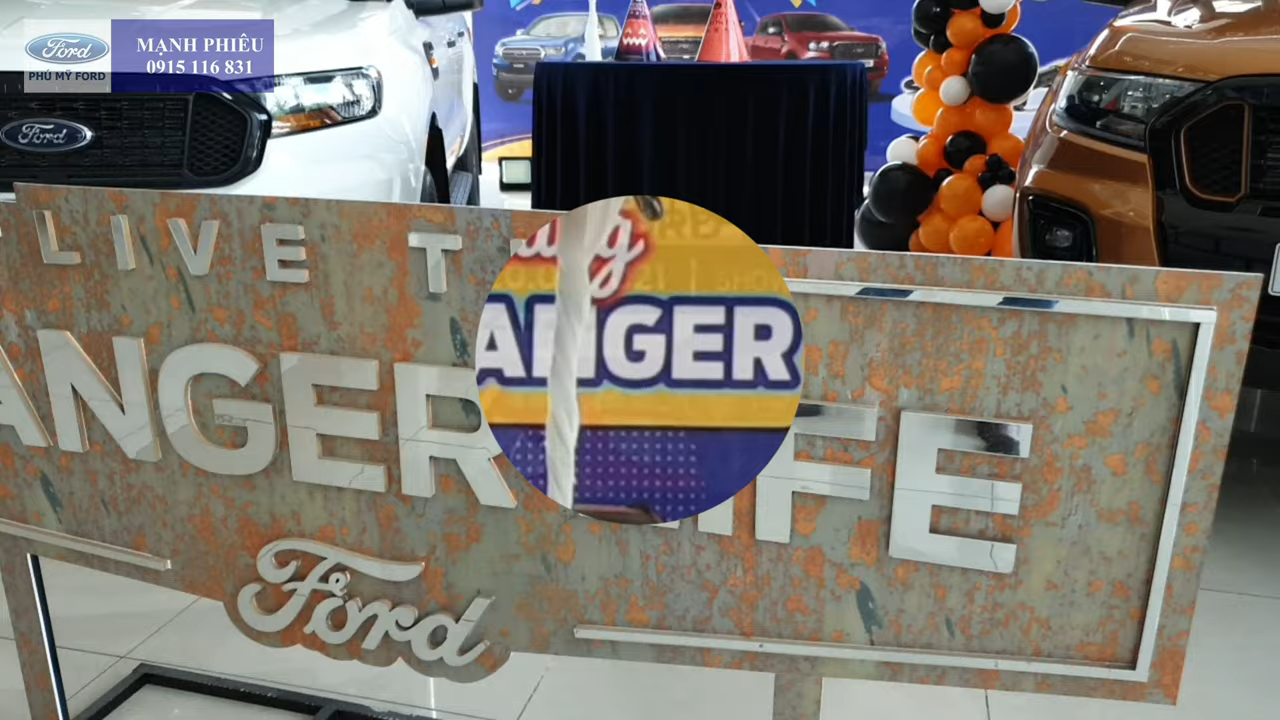 Ford
MẠNH PHIÊU
0915 116 831
PHÚ MỸ FORD
Ford
LIVE T
ANGER
ANGER
IFE
Ford